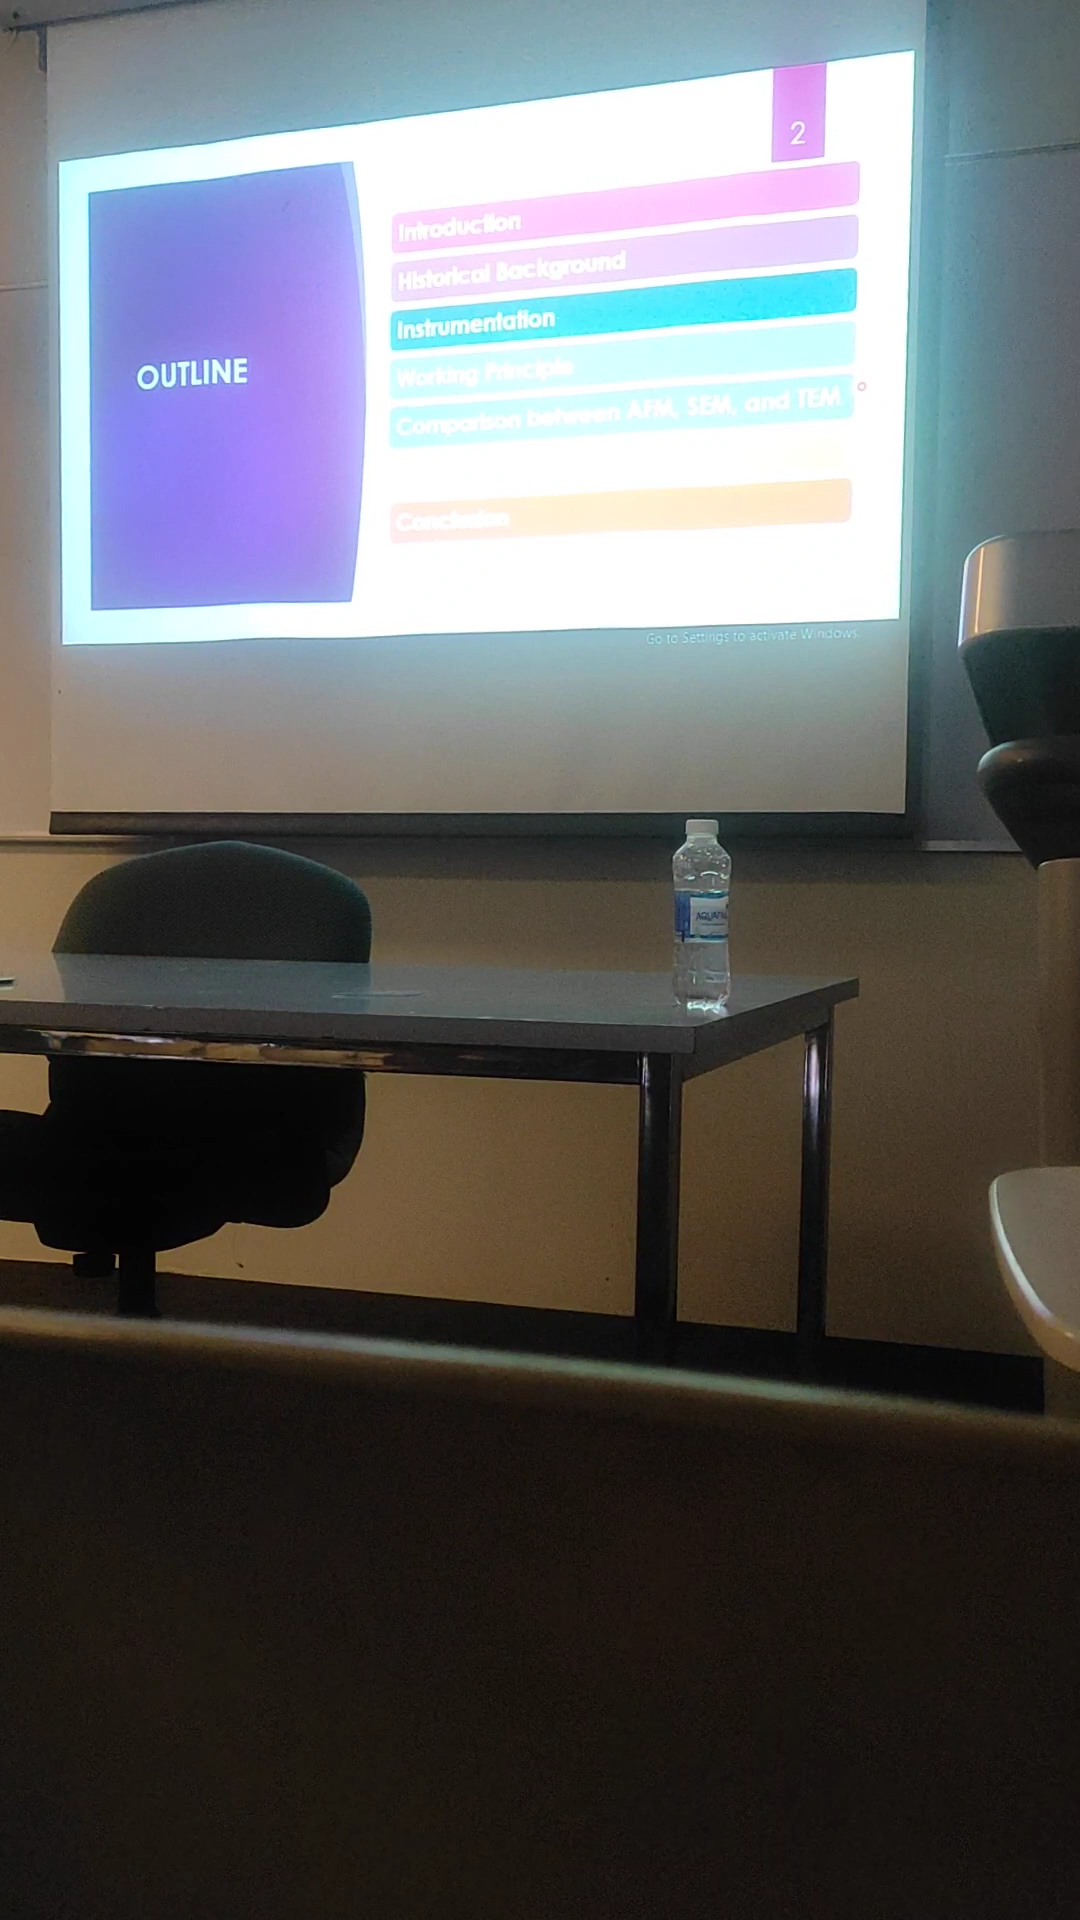 2
Introduction
Historical Background
Instrumentation
OUTLINE
Working Principle
Comparison between AFM, SEM, and TEM
Conclusion
Go to Settings to activate Windows.